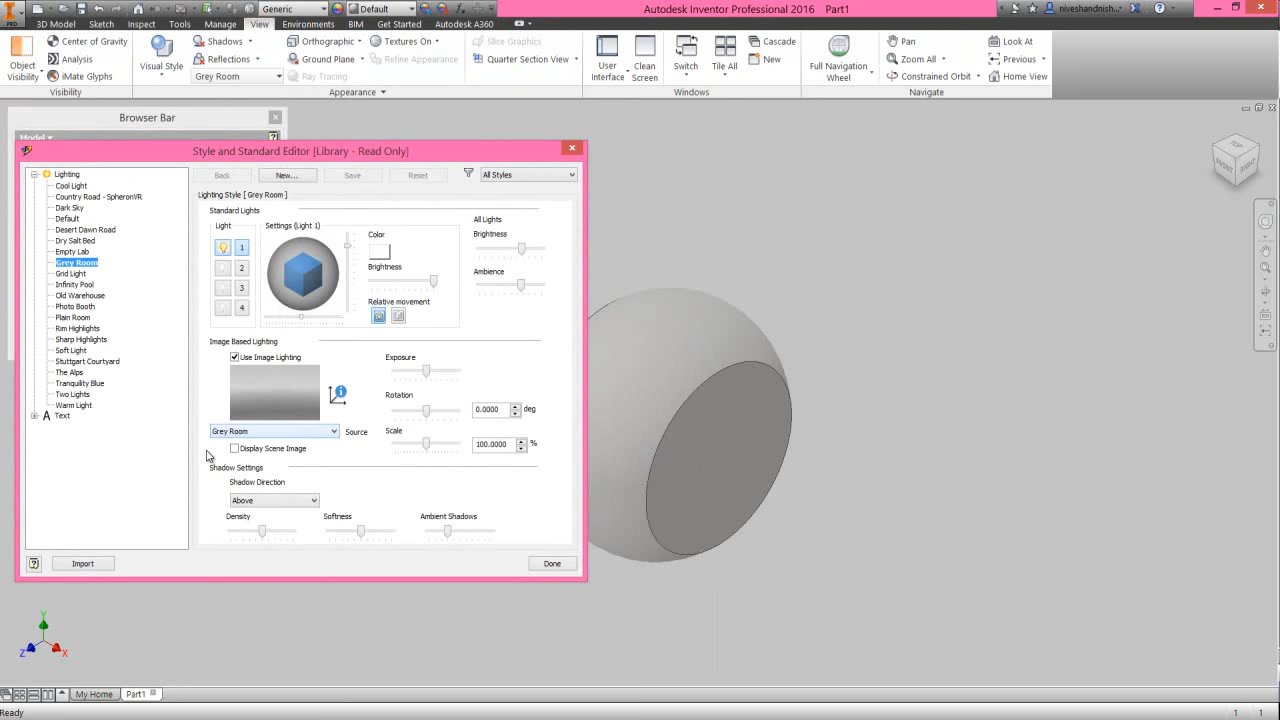 PRO
Generic
Default
Autodesk Inventor Professional 2016 Part1
niveshandnish...
3D Model Sketch Inspect Tools Manage View Environments BIM Get Started Autodesk A360
Object Visibility
Center of Gravity
Analysis
iMate Glyphs
Visibility
Visual Style
Shadows
Reflections
Grey Room
Orthographic
Ground Plane
Ray Tracing
Textures On
Refine Appearance
Slice Graphics
Quarter Section View
Appearance
User Interface
Clean Screen
Switch
Tile All
Cascade
New
Windows
Full Navigation Wheel
Pan
Zoom All
Constrained Orbit
Look At
Previous
Home View
Navigate
Browser Bar
Model
Style and Standard Editor [Library - Read Only]
Lighting
Cool Light
Country Road - SpheronVR
Dark Sky
Default
Desert Dawn Road
Dry Salt Bed
Empty Lab
Grey Room
Grid Light
Infinity Pool
Old Warehouse
Photo Booth
Plain Room
Rim Highlights
Sharp Highlights
Soft Light
Stuttgart Courtyard
The Alps
Tranquility Blue
Two Lights
Warm Light
A Text
Back New... Save Reset All Styles
Lighting Style [ Grey Room ]
Standard Lights
Light
1
2
3
4
Settings (Light 1)
Color
Brightness
Relative movement
All Lights
Brightness
Ambience
Image Based Lighting
Use Image Lighting
Grey Room Source
Display Scene Image
Exposure
Rotation
0.0000 deg
Scale
100.0000 %
Shadow Settings
Shadow Direction
Above
Density Softness Ambient Shadows
Import Done
TOP
FRONT
RIGHT
Y
Z X
My Home Part1
Ready 1 1